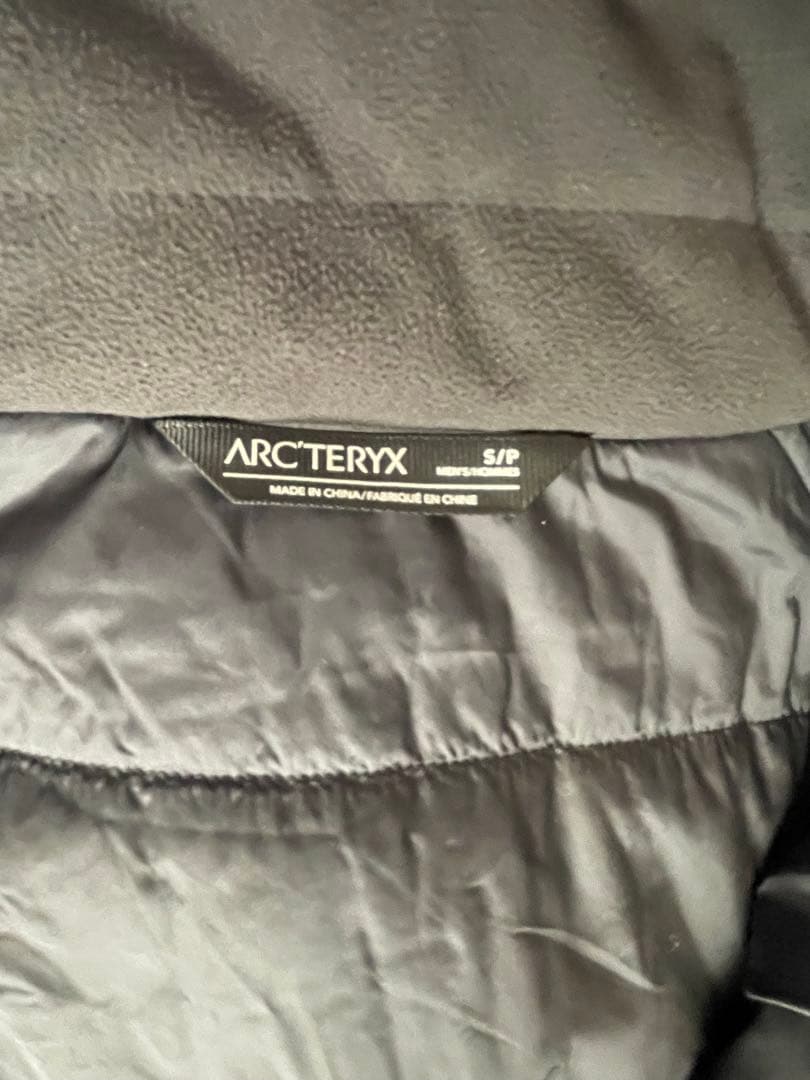 ARC'TERYX S/P
MEN'S/HOMMES
MADE IN CHINA/FABRIQUÉ EN CHINE